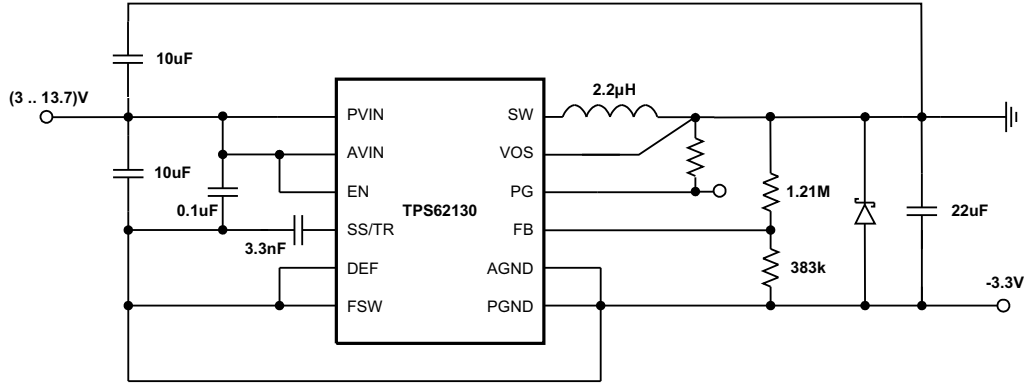 10uF
(3 .. 13.7)V
10uF
0.1uF
3.3nF
PVIN
AVIN
EN
SS/TR
DEF
FSW
TPS62130
SW
VOS
PG
FB
AGND
PGND
2.2µH
1.21M
383k
22uF
-3.3V